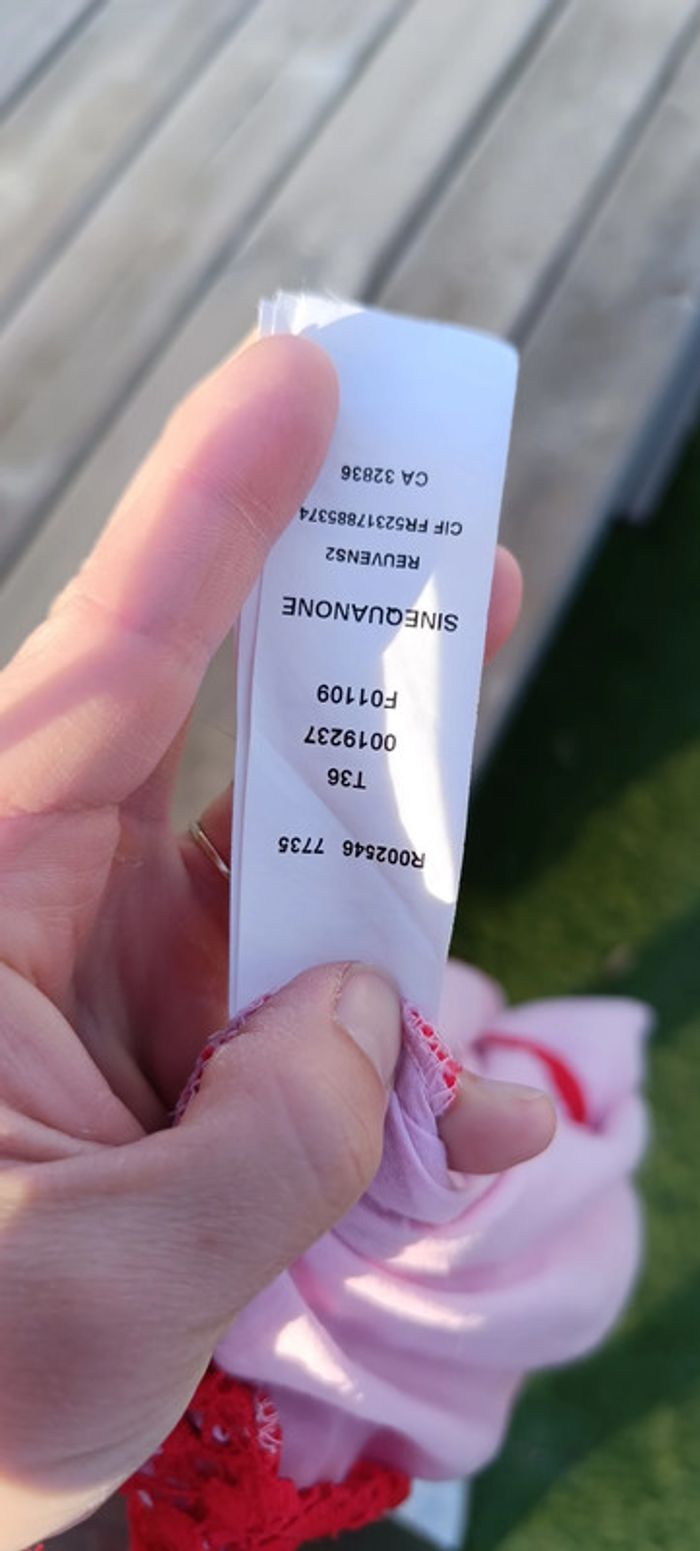 R002546 7735
T36
0019237
F01109
SINEQUANONE
REUVENS2
CIF FR52317885374
CA 32836